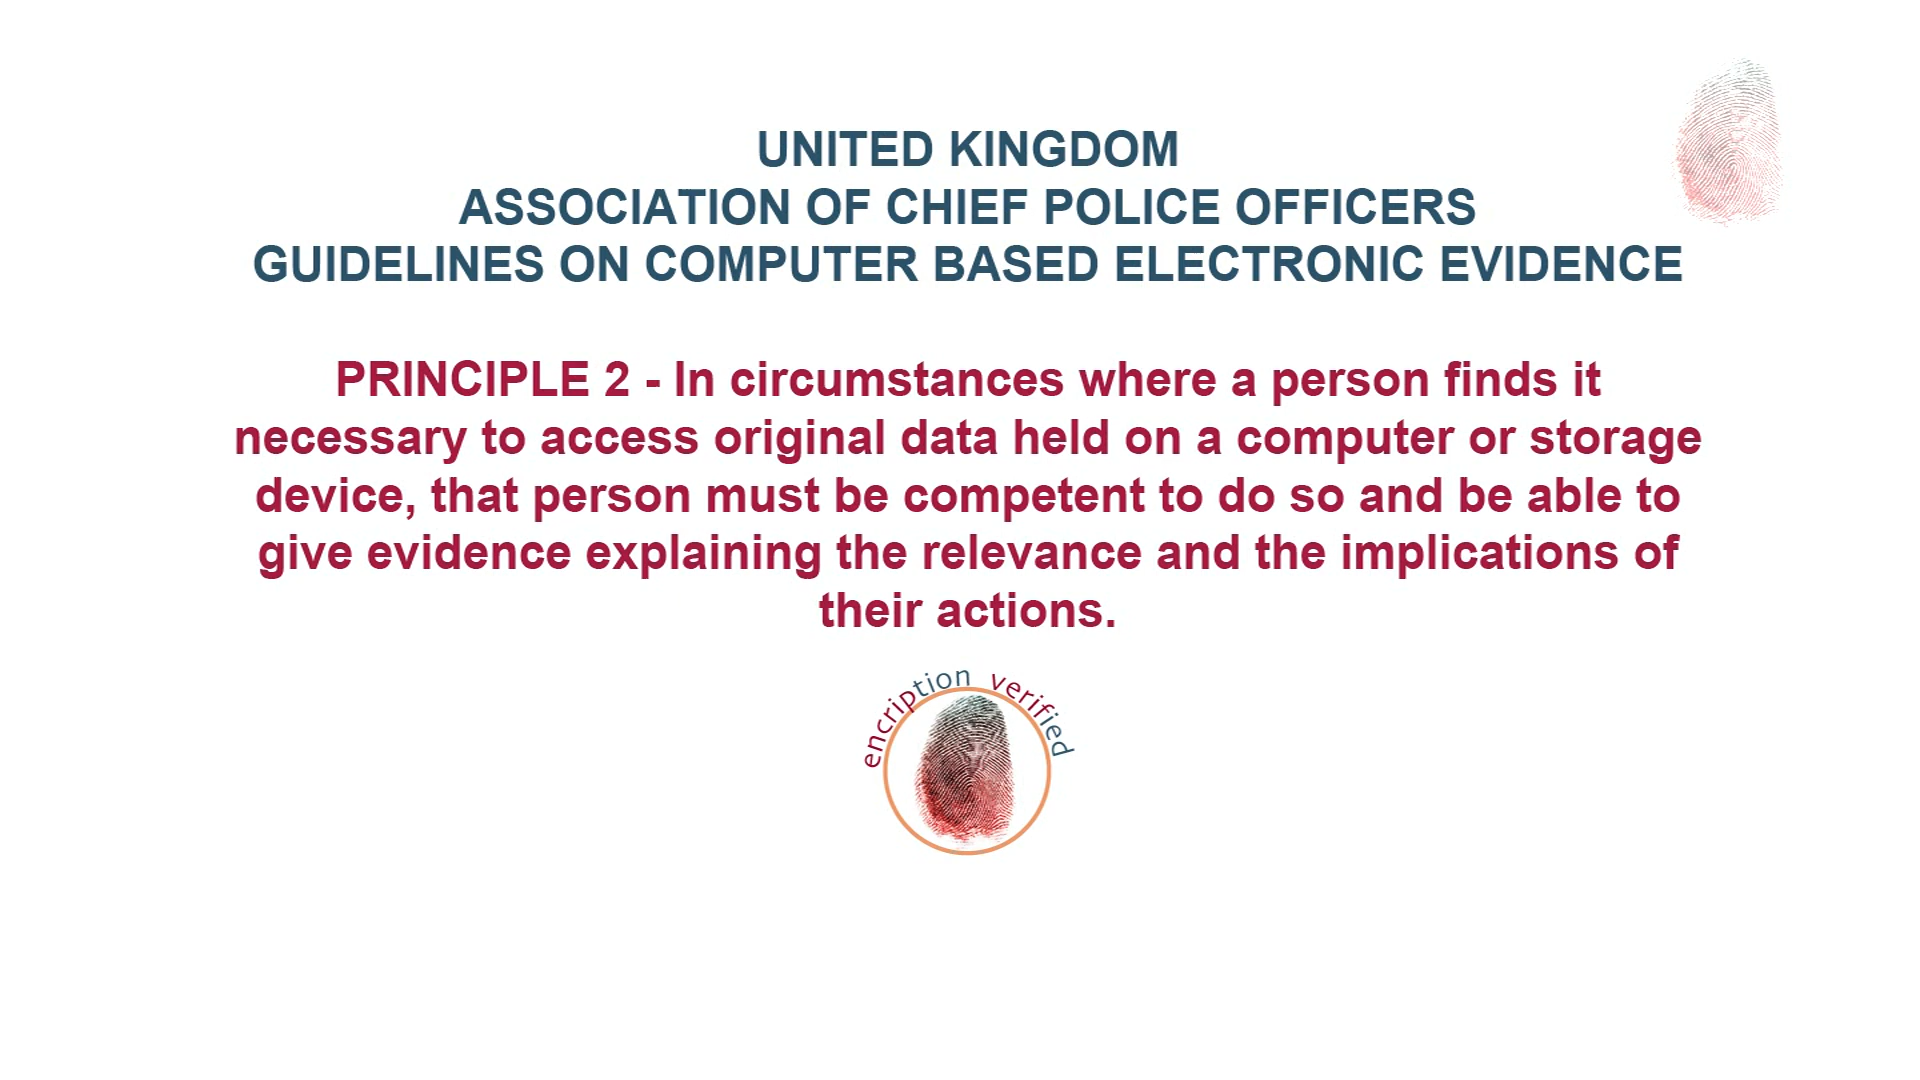 UNITED KINGDOM
ASSOCIATION OF CHIEF POLICE OFFICERS
GUIDELINES ON COMPUTER BASED ELECTRONIC EVIDENCE
PRINCIPLE 2 - In circumstances where a person finds it
necessary to access original data held on a computer or storage
device, that person must be competent to do so and be able to
give evidence explaining the relevance and the implications of
their actions.
encription verified